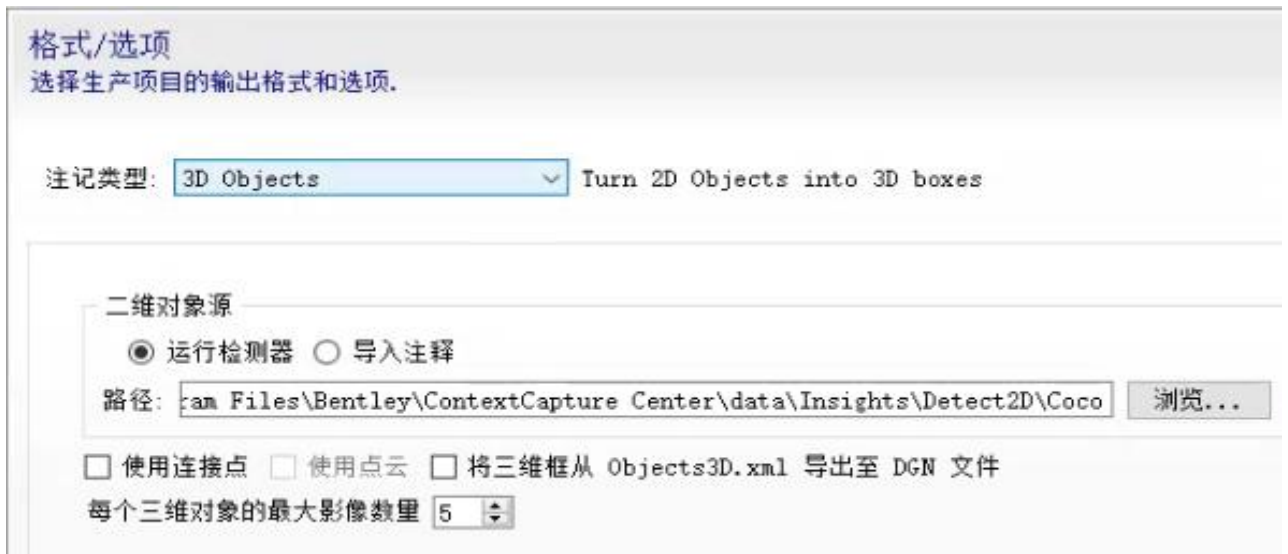 格式/选项
选择生产项目的输出格式和选项.
注记类型: 3D Objects Turn 2D Objects into 3D boxes
二维对象源
运行检测器 导入注释
路径: ram Files\Bentley\ContextCapture Center\data\Insights\Detect2D\Coco 浏览...
使用连接点 使用点云 将三维框从 Objects3D.xml 导出至 DGN 文件
每个三维对象的最大影像数量 5